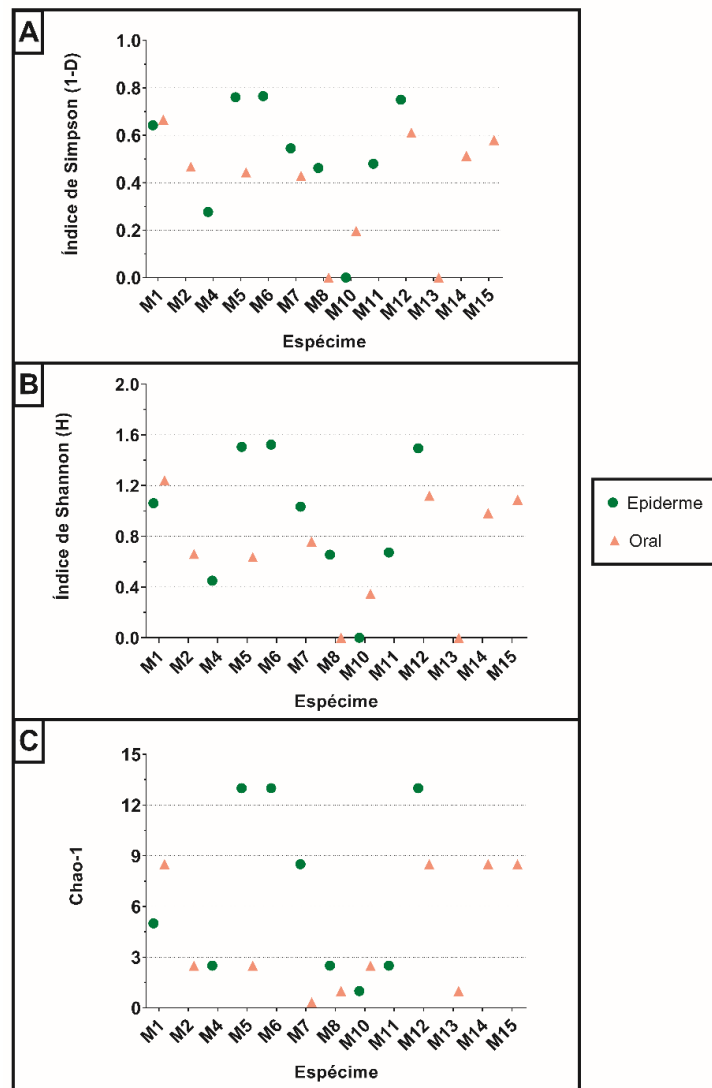 A
Índice de Simpson (1-D)
1.0
0.8
0.6
0.4
0.2
0.0
M1 M2 M4 M5 M6 M7 M8 M10 M11 M12 M13 M14 M15
Espécime
B
Índice de Shannon (H)
2.0
1.6
1.2
0.8
0.4
0.0
M1 M2 M4 M5 M6 M7 M8 M10 M11 M12 M13 M14 M15
Espécime
C
Chao-1
15
12
9
6
3
0
M1 M2 M4 M5 M6 M7 M8 M10 M11 M12 M13 M14 M15
Espécime
Epiderme
Oral